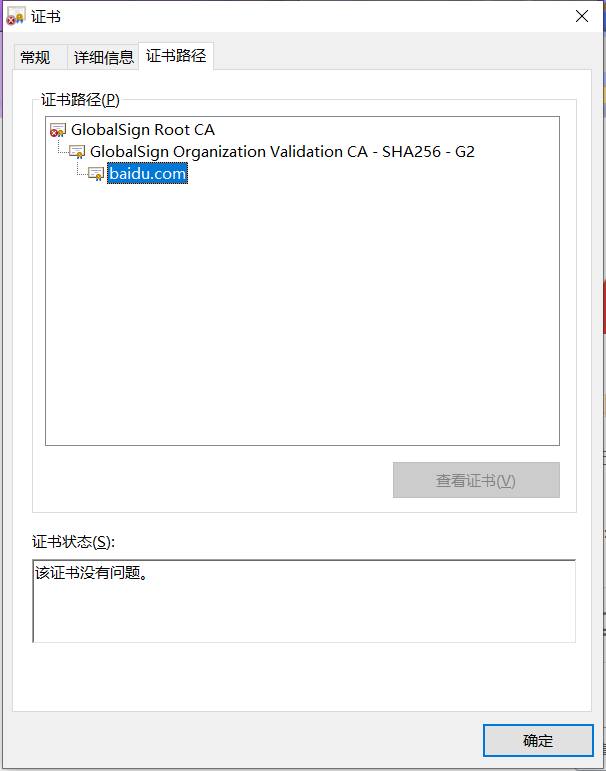 证书
常规 详细信息 证书路径
证书路径(P)
GlobalSign Root CA
GlobalSign Organization Validation CA - SHA256 - G2
baidu.com
查看证书(V)
证书状态(S):
该证书没有问题。
确定